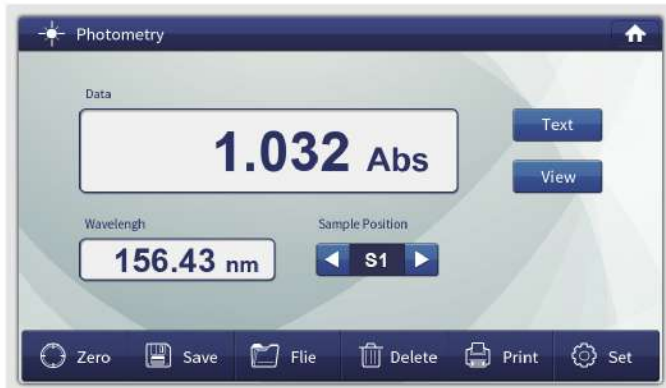 Photometry
Data
1.032 Abs
Text
View
Wavelengh
Sample Position
156.43 nm
S1
Zero Save Flie Delete Print Set